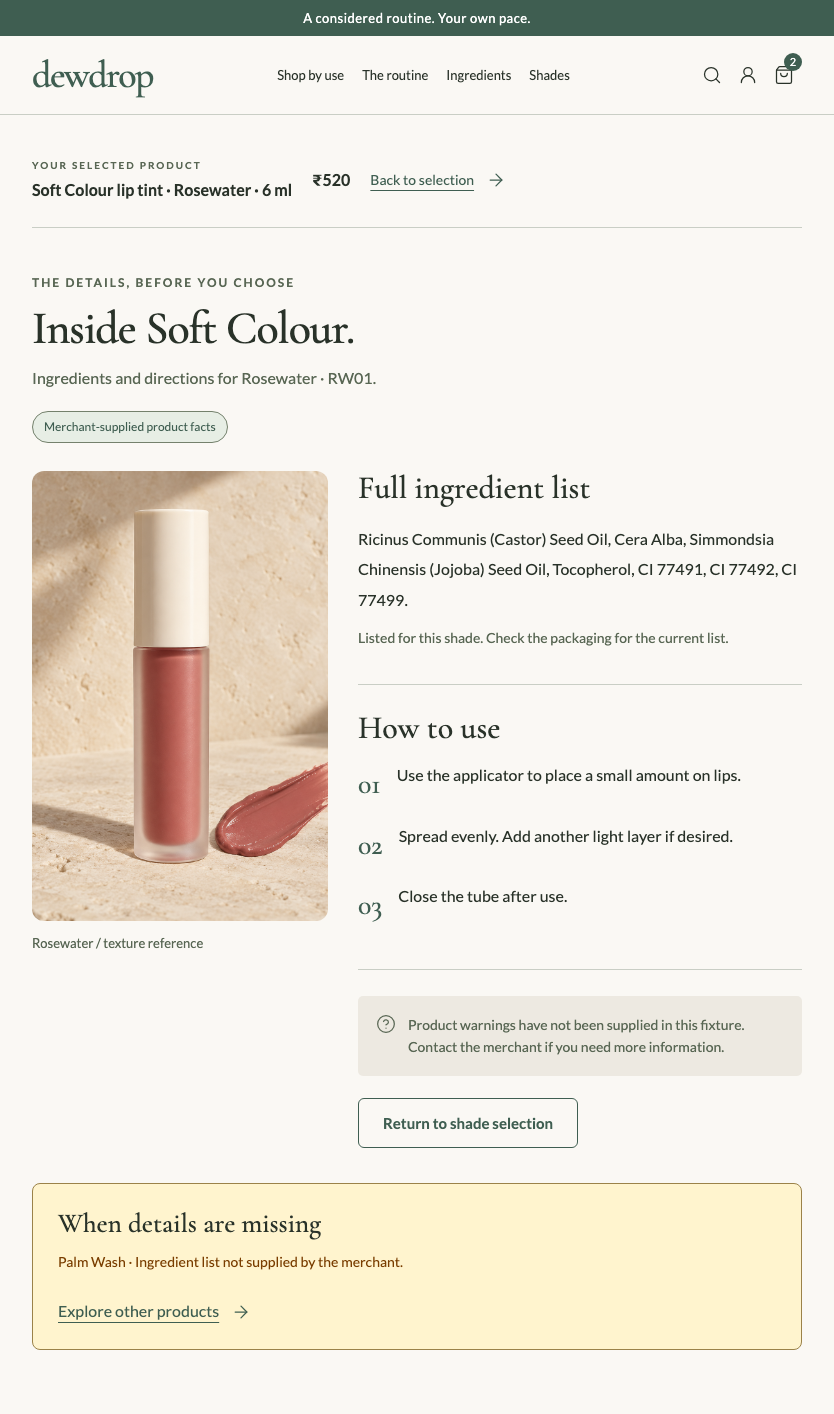 A considered routine. Your own pace.
dewdrop
Shop by use The routine Ingredients Shades
2
YOUR SELECTED PRODUCT
Soft Colour lip tint · Rosewater · 6 ml
₹520
Back to selection
THE DETAILS, BEFORE YOU CHOOSE
Inside Soft Colour.
Ingredients and directions for Rosewater · RW01.
Merchant-supplied product facts
Rosewater / texture reference
Full ingredient list
Ricinus Communis (Castor) Seed Oil, Cera Alba, Simmondsia
Chinensis (Jojoba) Seed Oil, Tocopherol, CI 77491, CI 77492, CI
77499.
Listed for this shade. Check the packaging for the current list.
How to use
01 Use the applicator to place a small amount on lips.
02 Spread evenly. Add another light layer if desired.
03 Close the tube after use.
Product warnings have not been supplied in this fixture.
Contact the merchant if you need more information.
Return to shade selection
When details are missing
Palm Wash · Ingredient list not supplied by the merchant.
Explore other products